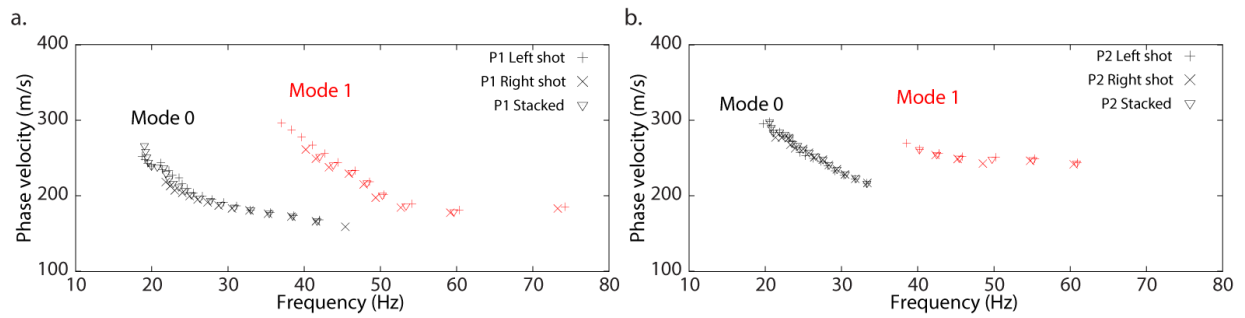 a.
400
300
200
100
Phase velocity (m/s)
P1 Left shot
P1 Right shot
P1 Stacked
Mode 1
Mode 0
10 20 30 40 50 60 70 80
Frequency (Hz)
b.
400
300
200
100
Phase velocity (m/s)
P2 Left shot
P2 Right shot
P2 Stacked
Mode 0
Mode 1
10 20 30 40 50 60 70 80
Frequency (Hz)